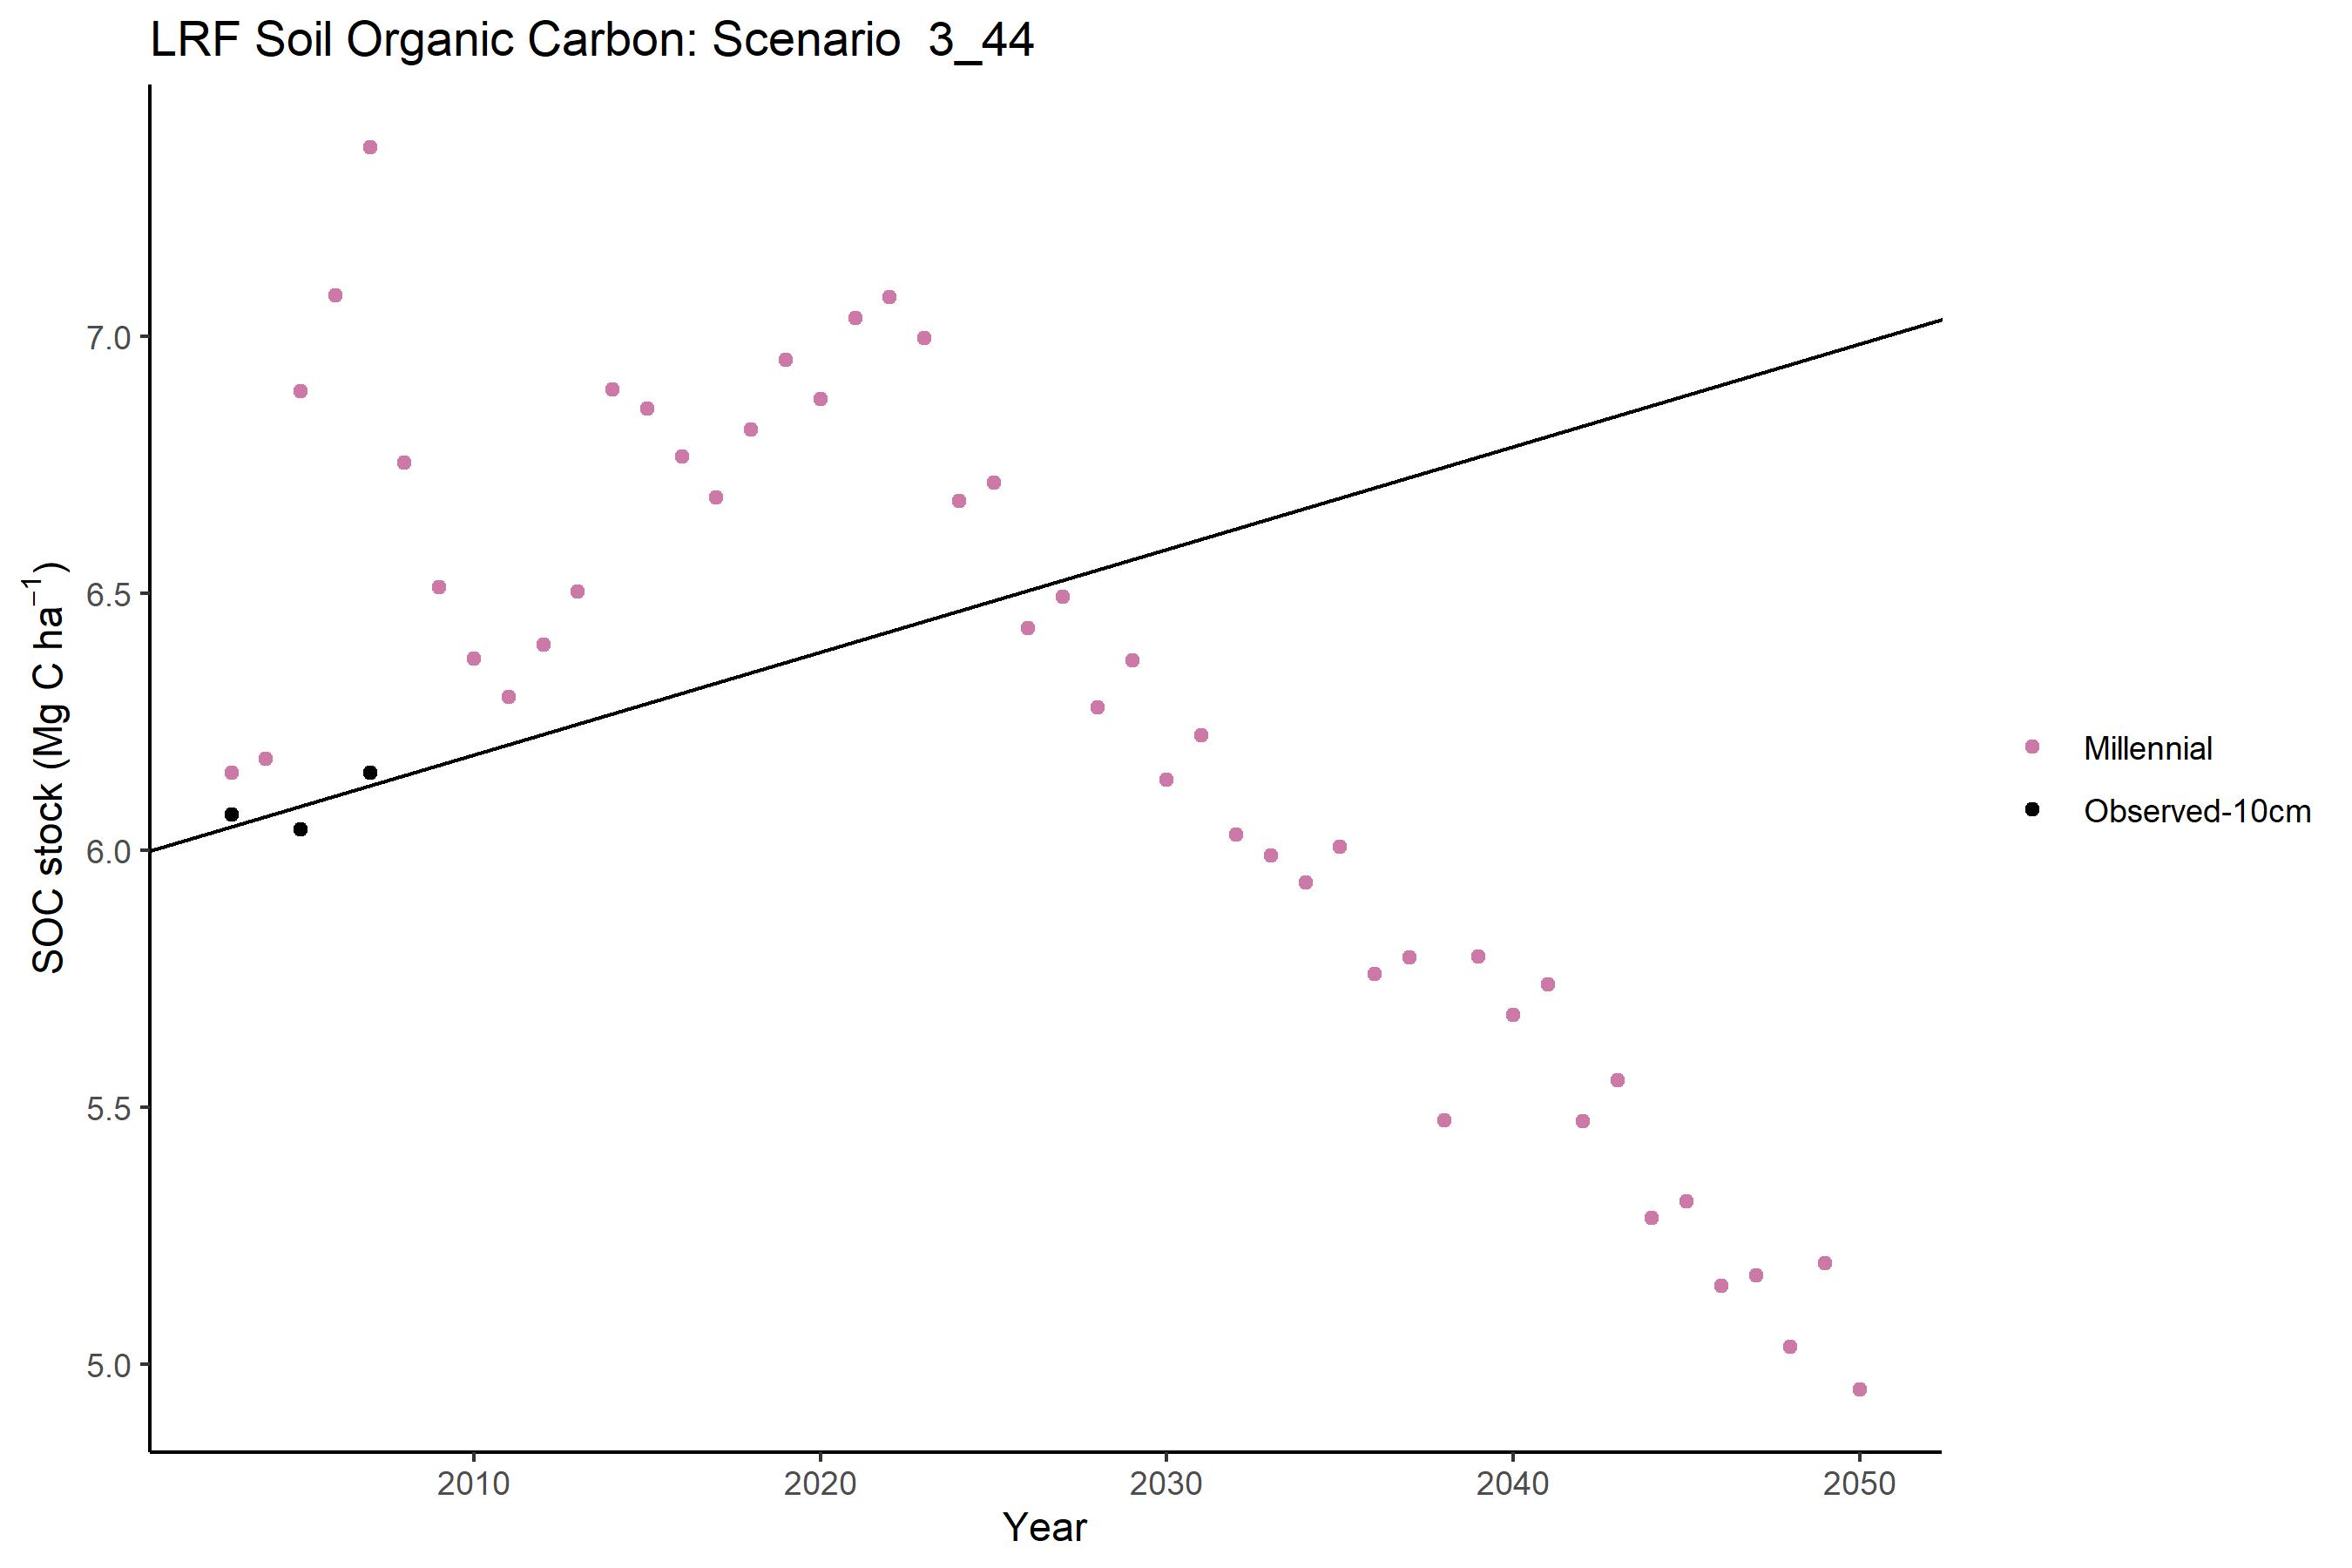 LRF Soil Organic Carbon: Scenario  3_44
SOC stock (Mg C ha⁻¹)
7.0
6.5
6.0
5.5
5.0
2010
2020
2030
2040
2050
Year
Millennial
Observed-10cm